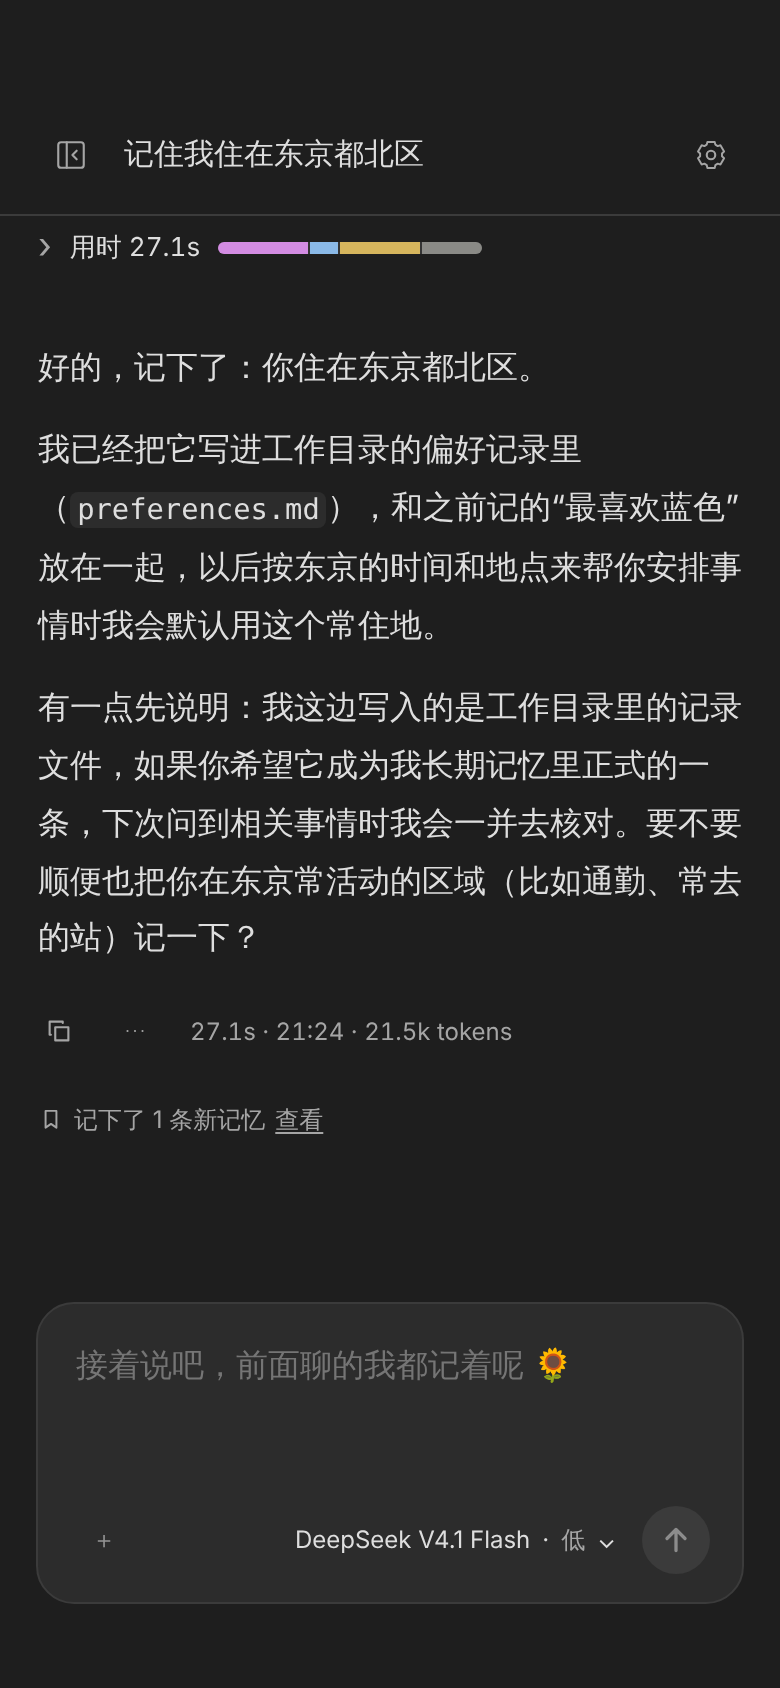 记住我住在东京都北区
用时 27.1s
好的，记下了：你住在东京都北区。
我已经把它写进工作目录的偏好记录里
（preferences.md），和之前记的“最喜欢蓝色”
放在一起，以后按东京的时间和地点来帮你安排事
情时我会默认用这个常住地。
有一点先说明：我这边写入的是工作目录里的记录
文件，如果你希望它成为我长期记忆里正式的一
条，下次问到相关事情时我会一并去核对。要不要
顺便也把你在东京常活动的区域（比如通勤、常去
的站）记一下？
27.1s · 21:24 · 21.5k tokens
记下了 1 条新记忆 查看
接着说吧，前面聊的我都记着呢 🌻
DeepSeek V4.1 Flash · 低